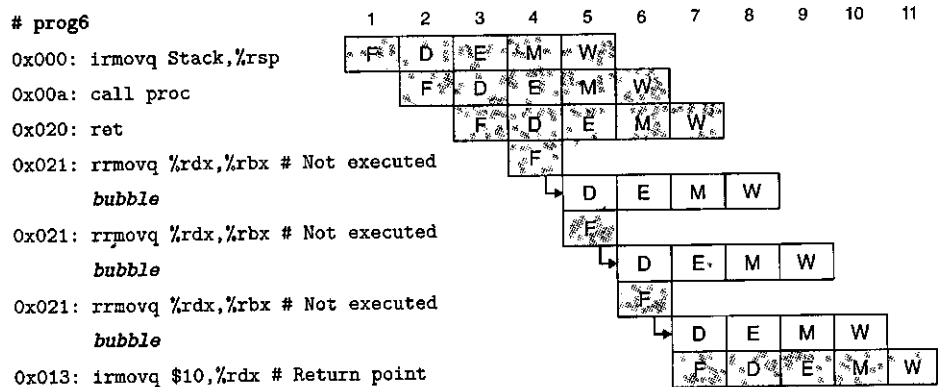 # prog6 1 2 3 4 5 6 7 8 9 10 11
0x000: irmovq Stack,%rsp F D E M W
0x00a: call proc F D E M W
0x020: ret F D E M W
0x021: rrmovq %rdx,%rbx # Not executed F
bubble D E M W
0x021: rrmovq %rdx,%rbx # Not executed F
bubble D E M W
0x021: rrmovq %rdx,%rbx # Not executed F
bubble D E M W
0x013: irmovq $10,%rdx # Return point F D E M W